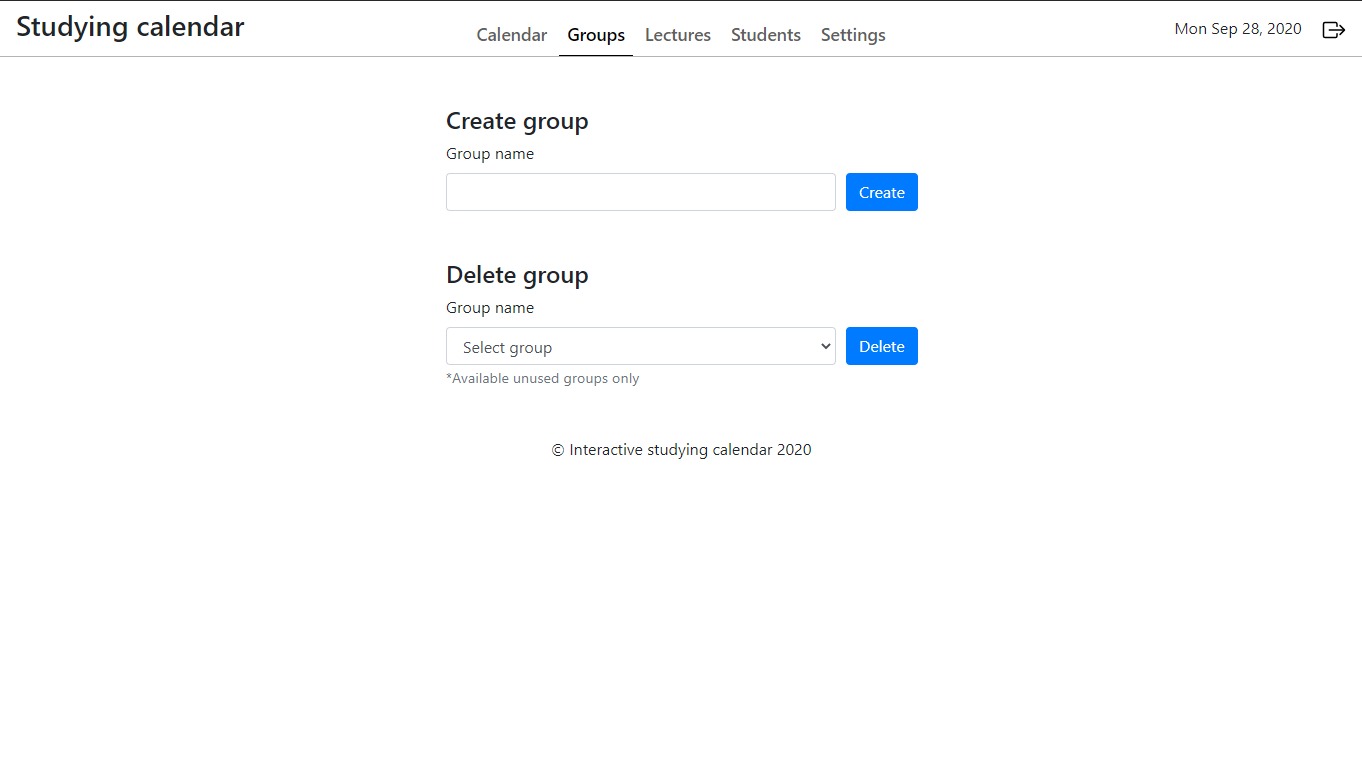 Studying calendar
Calendar Groups Lectures Students Settings
Mon Sep 28, 2020
Create group
Group name
Create
Delete group
Group name
Select group
Delete
*Available unused groups only
© Interactive studying calendar 2020